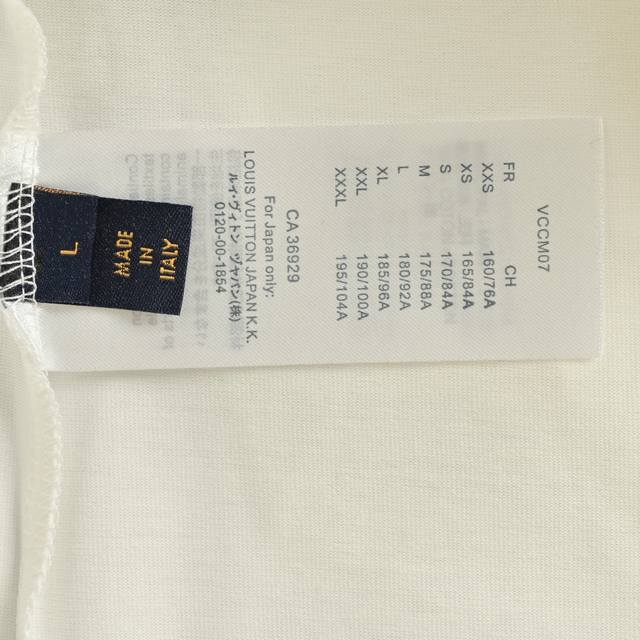 VCCM07
FR CH
XXS 160/76A
XS 165/84A
S 170/84A
M 175/88A
L 180/92A
XL 185/96A
XXL 190/100A
XXXL 195/104A
CA 36929
For Japan only:
LOUIS VUITTON JAPAN K.K.
ルイ・ヴィトン ジャパン(株)
0120-00-1854
L
MADE
IN
ITALY